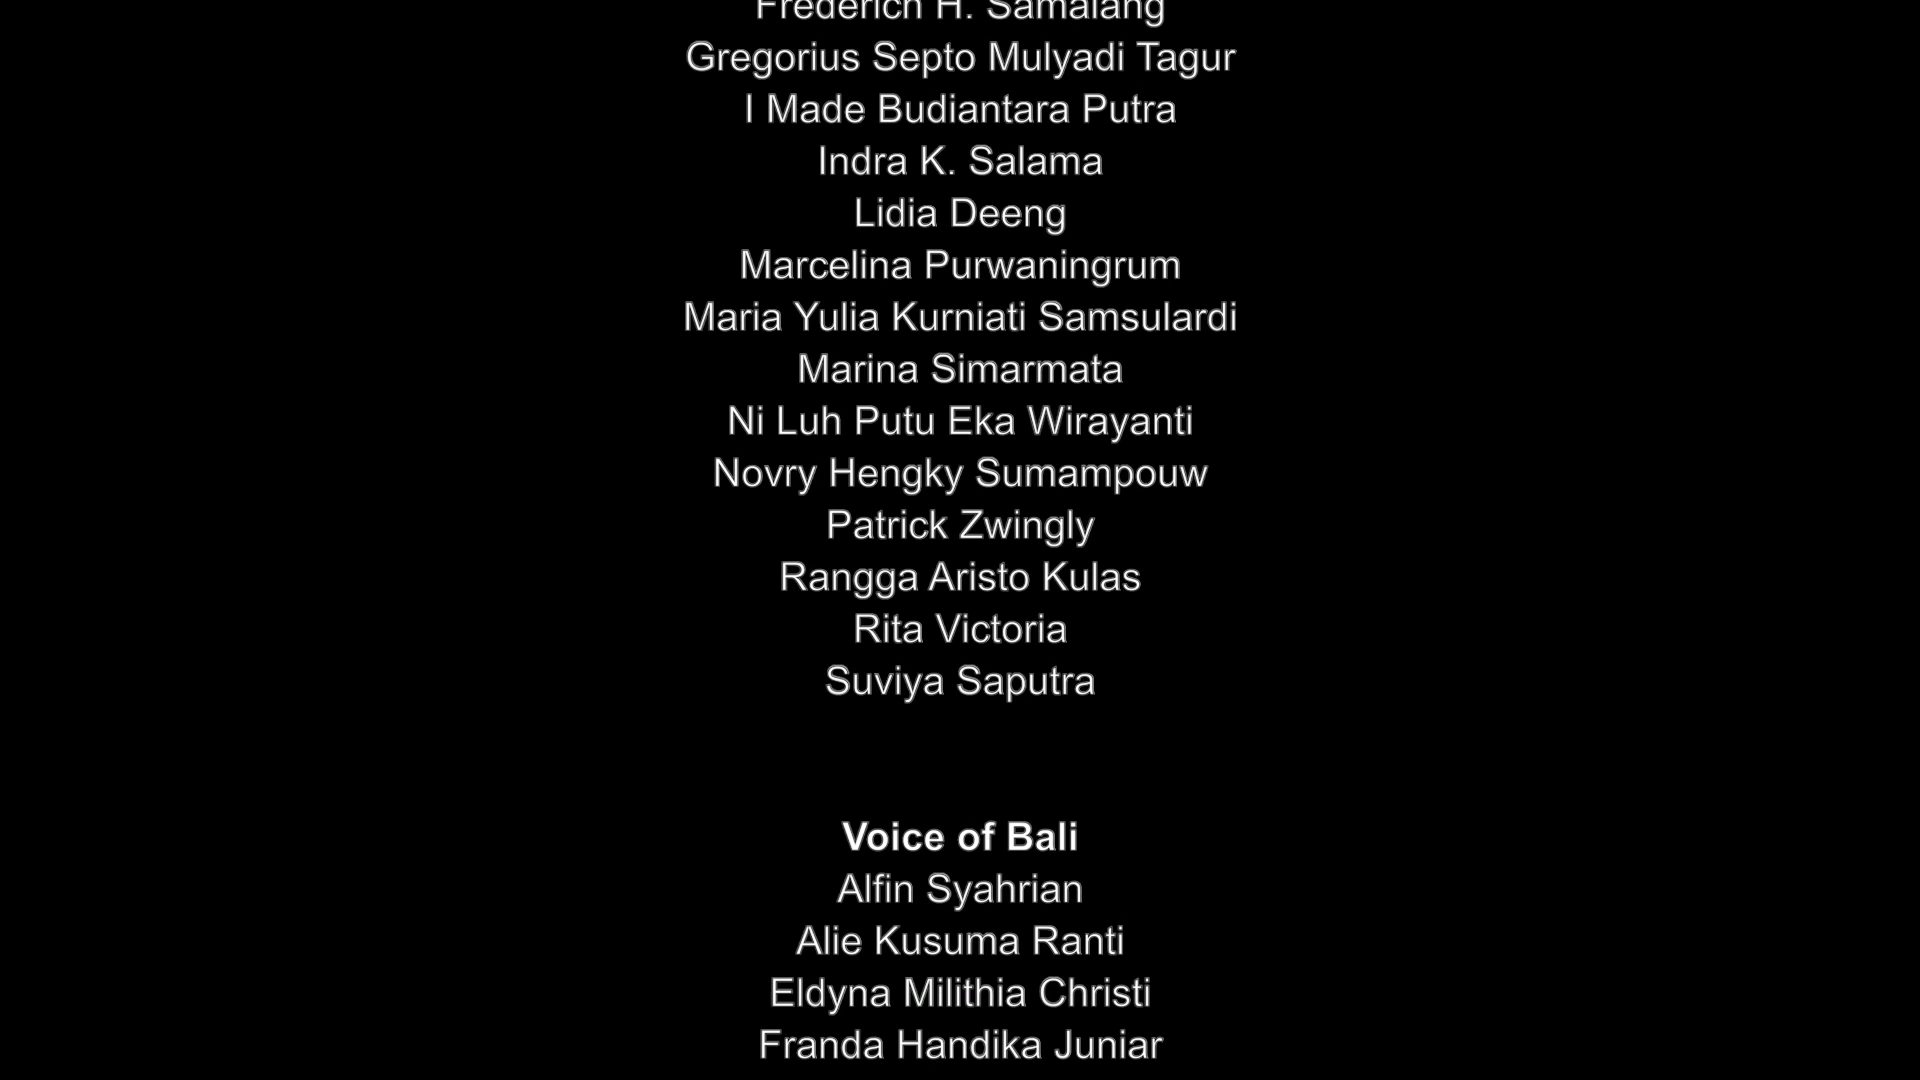 Frederich H. Samalang
Gregorius Septo Mulyadi Tagur
I Made Budiantara Putra
Indra K. Salama
Lidia Deeng
Marcelina Purwaningrum
Maria Yulia Kurniati Samsulardi
Marina Simarmata
Ni Luh Putu Eka Wirayanti
Novry Hengky Sumampouw
Patrick Zwingly
Rangga Aristo Kulas
Rita Victoria
Suviya Saputra
Voice of Bali
Alfin Syahrian
Alie Kusuma Ranti
Eldyna Milithia Christi
Franda Handika Juniar